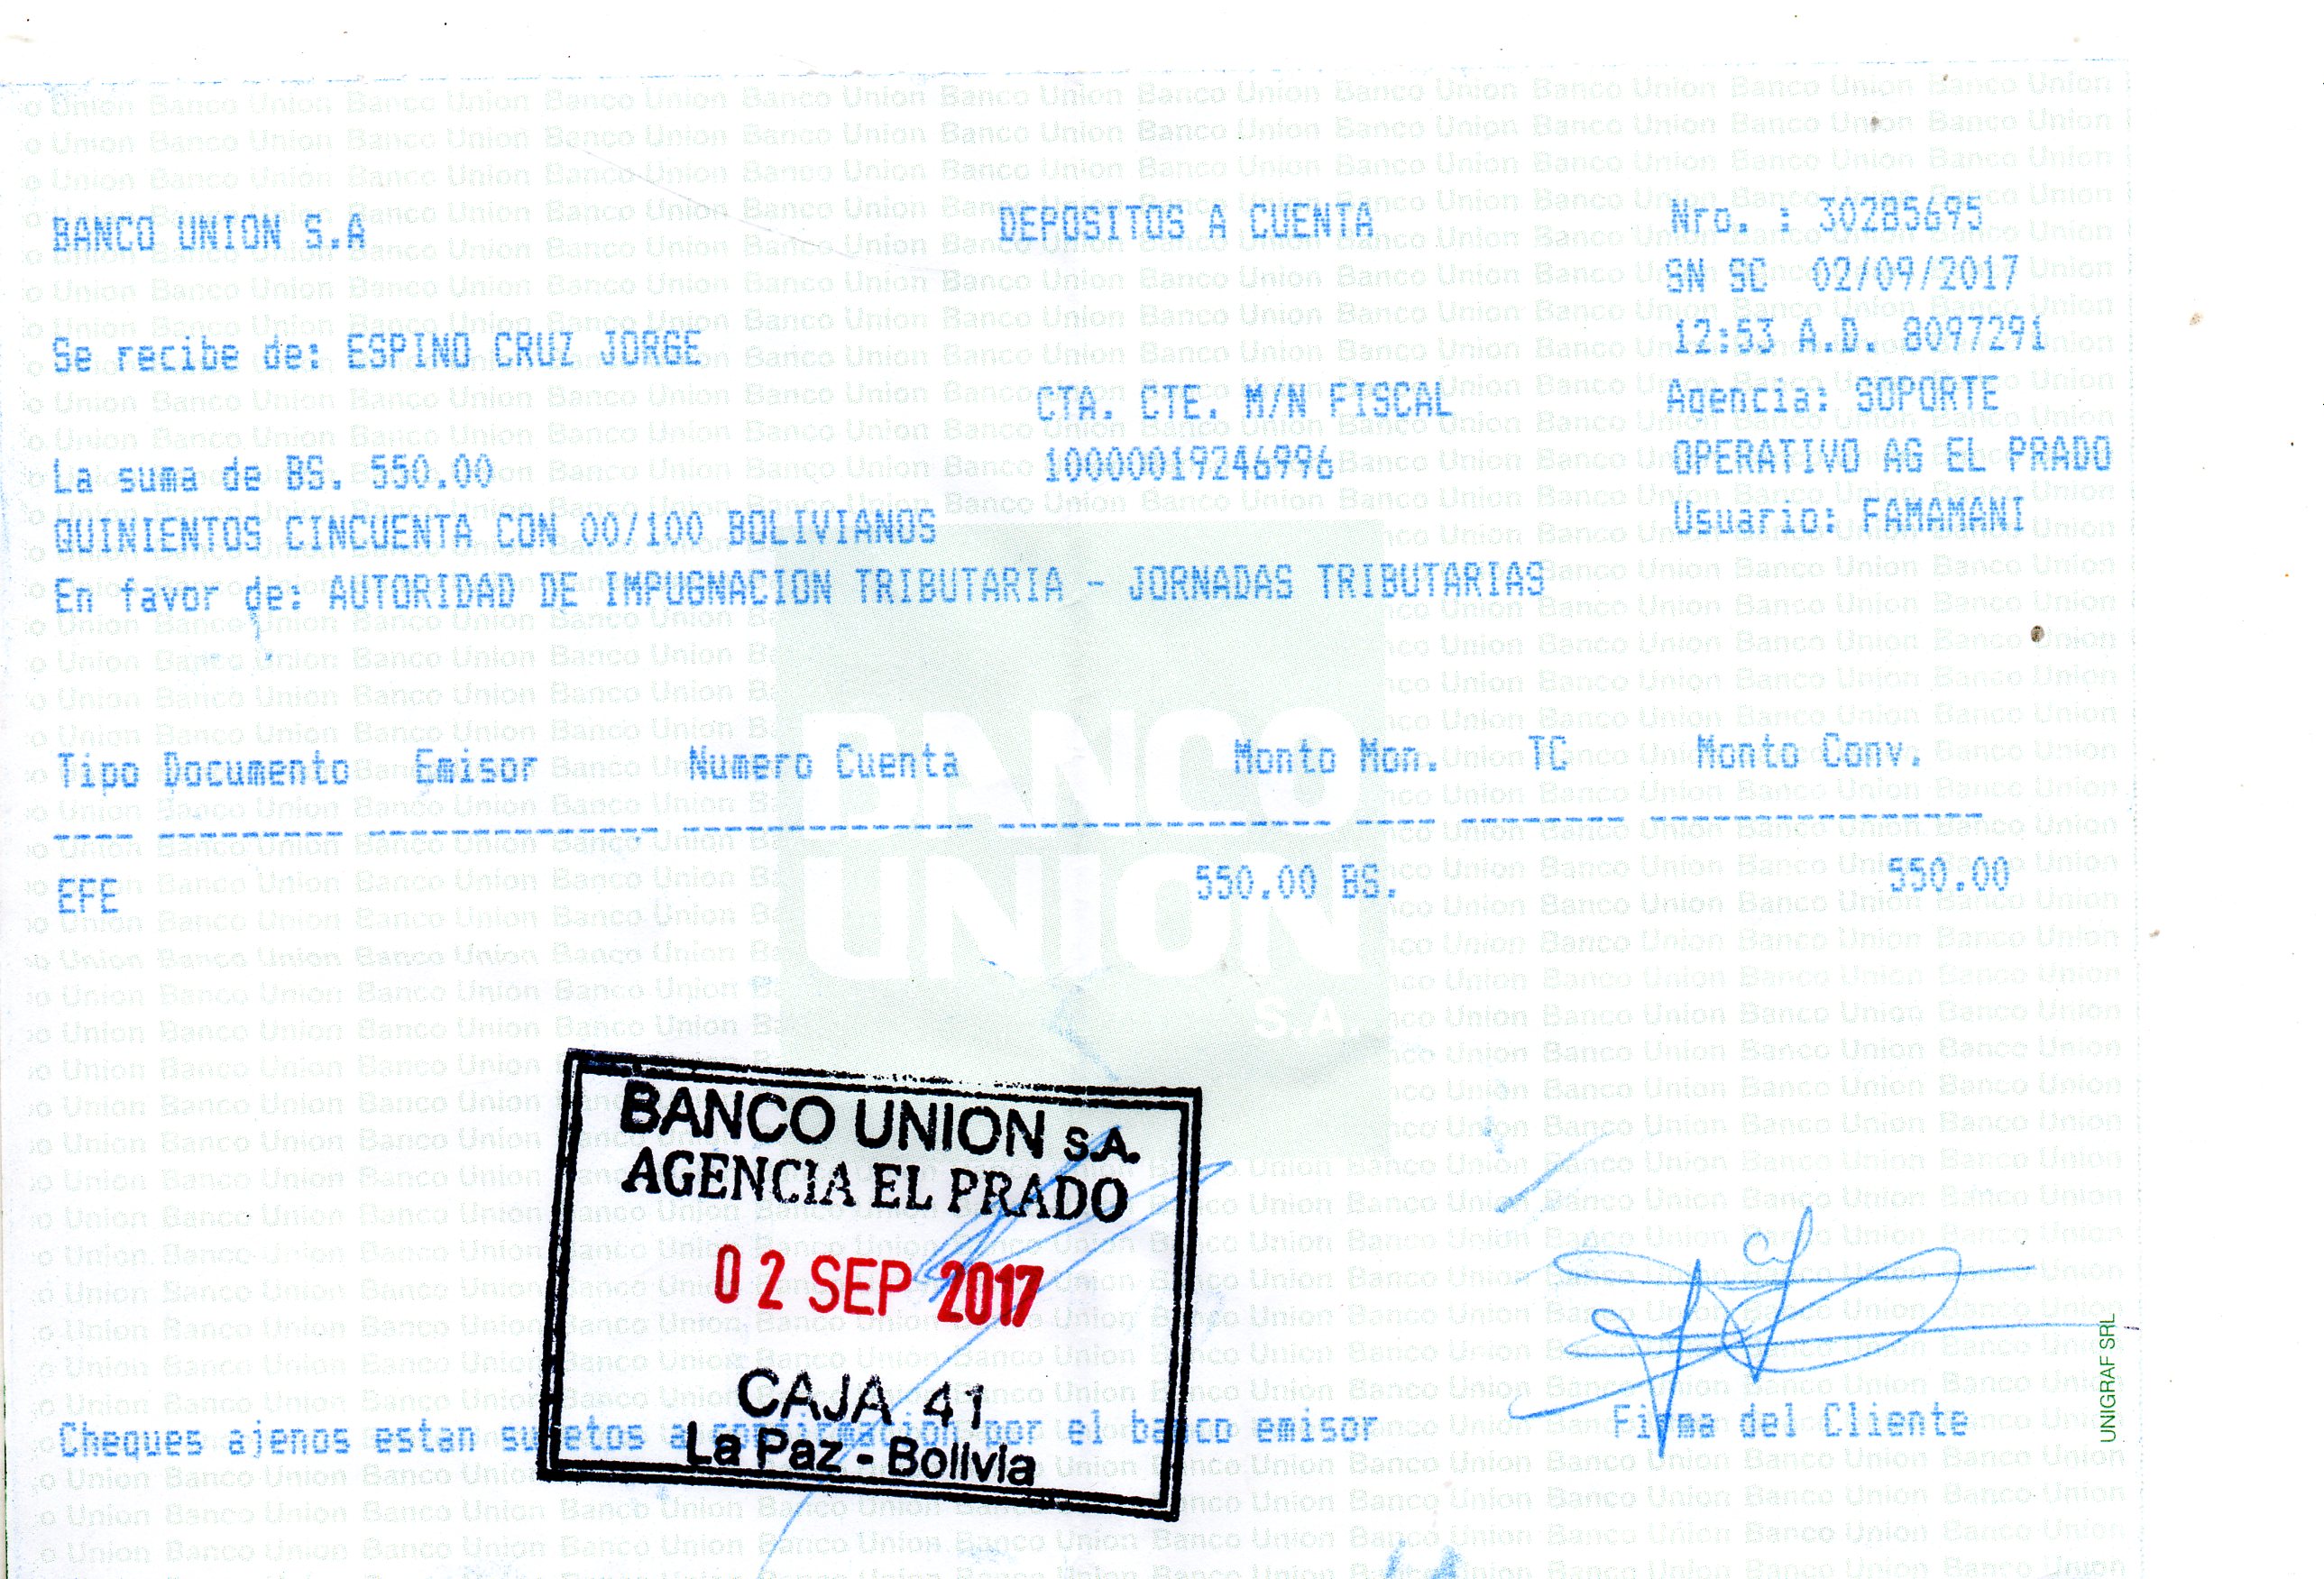 BANCO UNION S.A
DEPOSITOS A CUENTA
Nro. : 30285695
SN SC 02/09/2017
Se recibe de: ESPINO CRUZ JORGE
12:53 A.D. 8097291
CTA. CTE. M/N FISCAL
Agencia: SOPORTE
La suma de BS. 550.00
10000019246996
OPERATIVO AG EL PRADO
QUINIENTOS CINCUENTA CON 00/100 BOLIVIANOS
Usuario: FAMAMANI
En favor de: AUTORIDAD DE IMPUGNACION TRIBUTARIA - JORNADAS TRIBUTARIAS
Tipo Documento Emisor Numero Cuenta Monto Mon. TC Monto Conv.
EFE 550.00 BS. 550.00
BANCO
UNION
S.A.
BANCO UNION S.A.
AGENCIA EL PRADO
02 SEP 2017
CAJA 41
La Paz - Bolivia
Cheques ajenos estan por el banco emisor
Firma del Cliente
UNIGRAF SRL